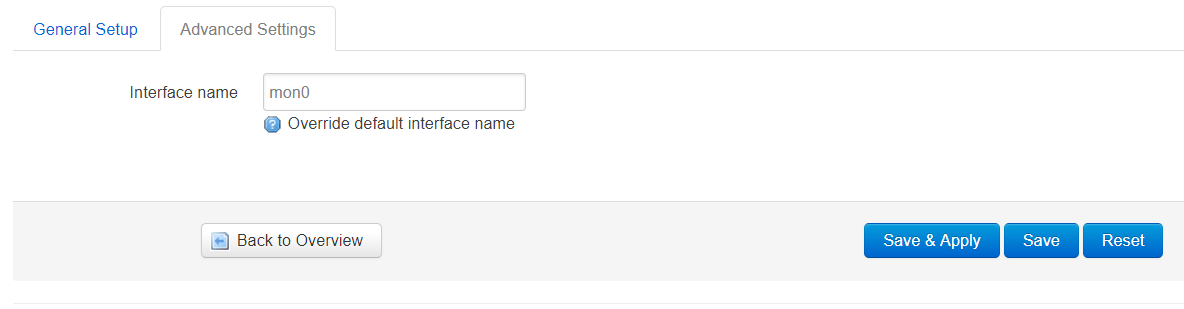 General Setup
Advanced Settings
Interface name
mon0
Override default interface name
Back to Overview
Save & Apply
Save
Reset